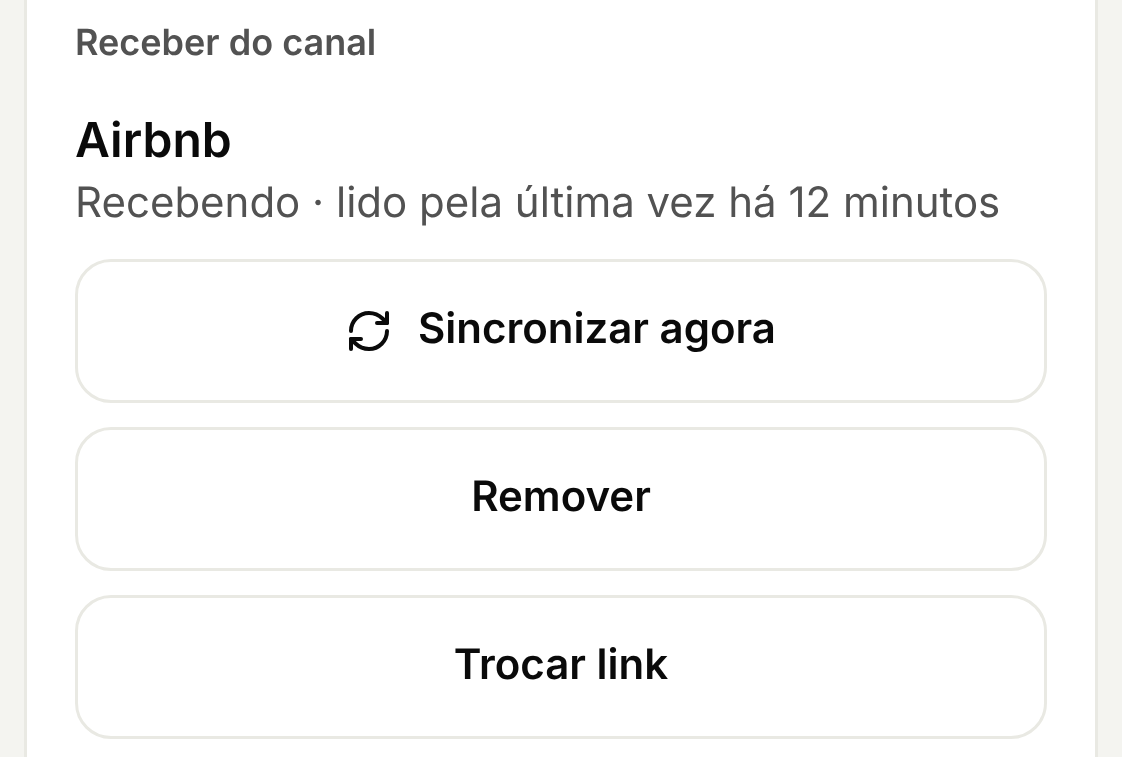 Receber do canal
Airbnb
Recebendo · lido pela última vez há 12 minutos
Sincronizar agora
Remover
Trocar link